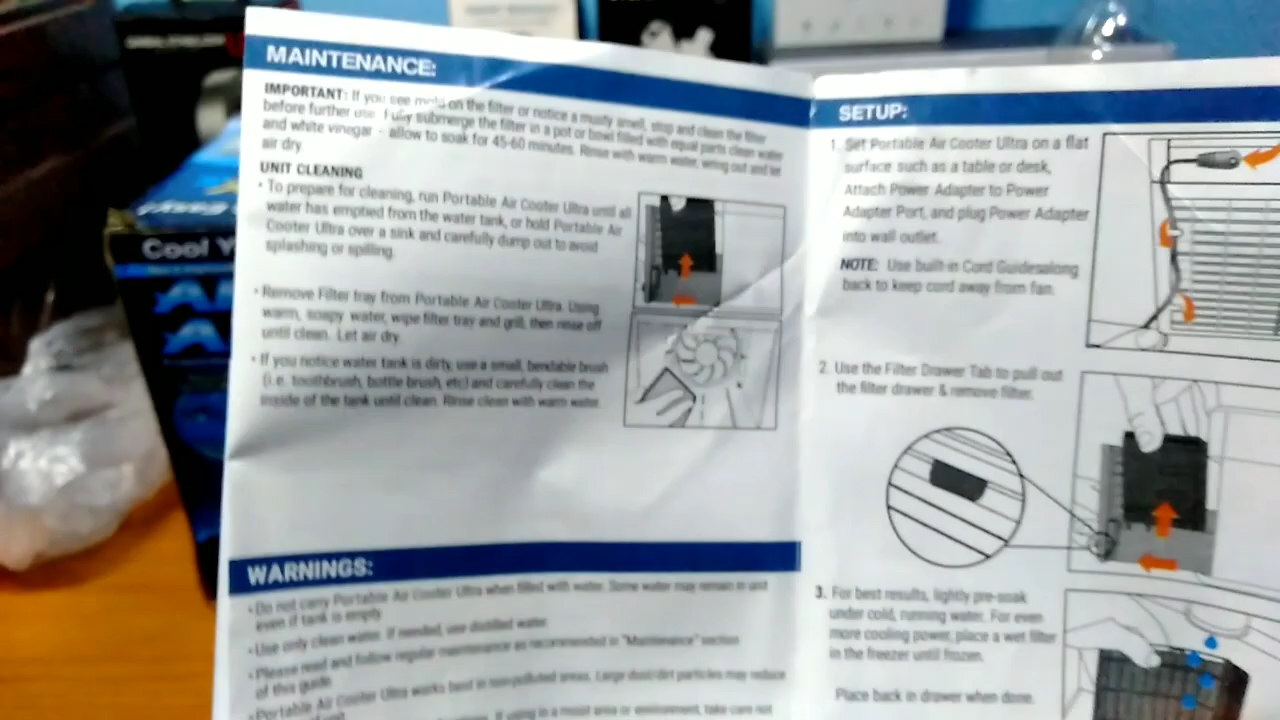 MAINTENANCE:
IMPORTANT: If you see mold on the filter or notice a musty smell, stop and clean the filter
before further use. Fully submerge the filter in a pot or bowl filled with equal parts clean water
and white vinegar - allow to soak for 45-60 minutes. Rinse with warm water, wring out and let
air dry.
UNIT CLEANING
• To prepare for cleaning, run Portable Air Cooler Ultra until all
water has emptied from the water tank, or hold Portable Air
Cooler Ultra over a sink and carefully dump out to avoid
splashing or spilling.
• Remove Filter tray from Portable Air Cooler Ultra. Using
warm, soapy water, wipe filter tray and grill, then rinse off
until clean. Let air dry.
• If you notice water tank is dirty, use a small, bendable brush
(i.e. toothbrush, bottle brush, etc) and carefully clean the
inside of the tank until clean. Rinse clean with warm water.
WARNINGS:
• Do not carry Portable Air Cooler Ultra when filled with water. Some water may remain in unit
even if tank is empty.
• Use only clean water. If needed, use distilled water.
• Please read and follow regular maintenance as recommended in "Maintenance" section
of this guide.
• Portable Air Cooler Ultra works best in non-polluted areas. Large dust/dirt particles may reduce
If using in a moist area or environment, take care not
SETUP:
1. Set Portable Air Cooler Ultra on a flat
surface such as a table or desk,
Attach Power Adapter to Power
Adapter Port, and plug Power Adapter
into wall outlet.
NOTE: Use built-in Cord Guidesalong
back to keep cord away from fan.
2. Use the Filter Drawer Tab to pull out
the filter drawer & remove filter.
3. For best results, lightly pre-soak
under cold, running water. For even
more cooling power, place a wet filter
in the freezer until frozen.
Place back in drawer when done.
Cool